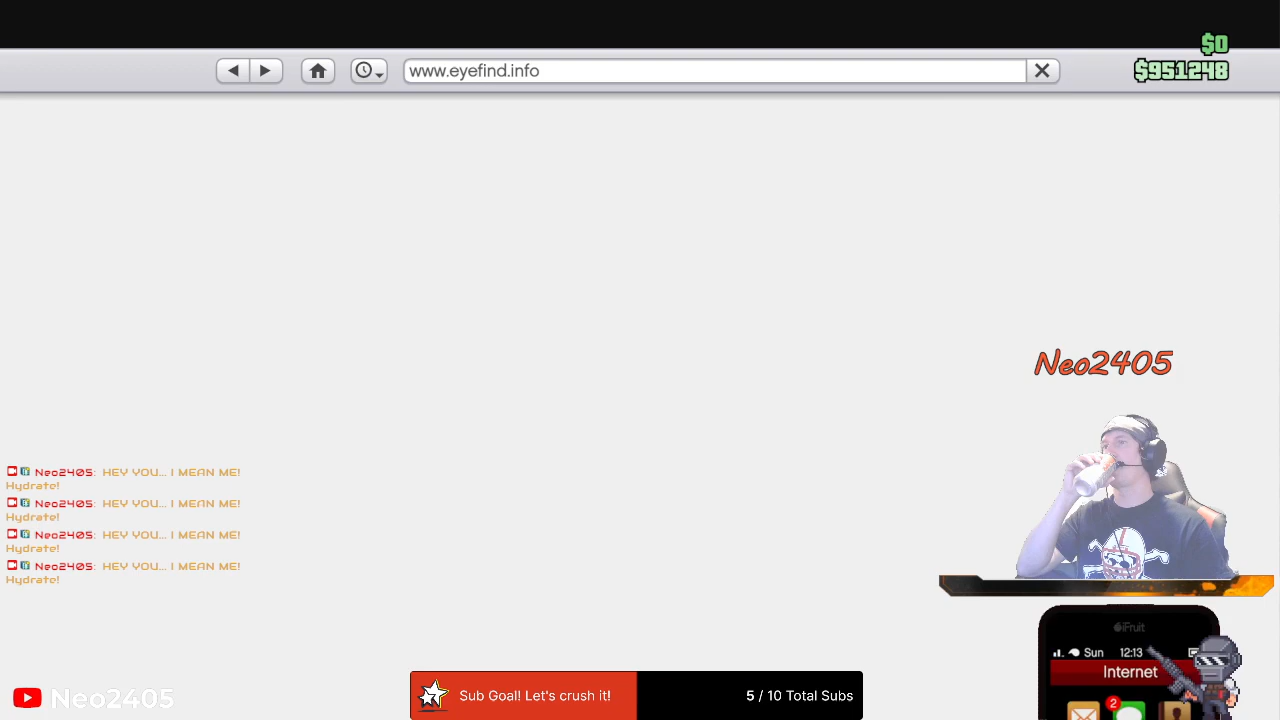 $0
www.eyefind.info
$951248
Neo2405
Neo2405: HEY YOU... I MEAN ME!
Hydrate!
Neo2405: HEY YOU... I MEAN ME!
Hydrate!
Neo2405: HEY YOU... I MEAN ME!
Hydrate!
Neo2405: HEY YOU... I MEAN ME!
Hydrate!
iFruit
Sun 12:13
Internet
Neo2405
Sub Goal! Let's crush it!
5 / 10 Total Subs
2